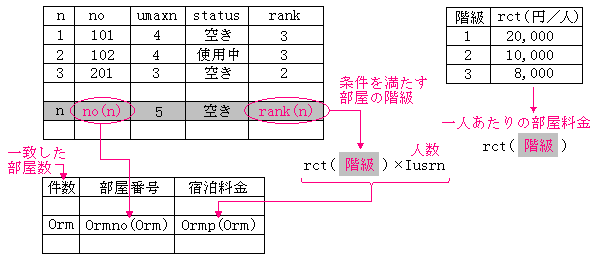 n no umaxn status rank
1 101 4 空き 3
2 102 4 使用中 3
3 201 3 空き 2
n no(n) 5 空き rank(n)
階級 rct(円／人)
1 20,000
2 10,000
3 8,000
条件を満たす
部屋の階級
一人あたりの部屋料金
rct( 階級 )
一致した
部屋数
人数
rct( 階級 )×Iusrn
件数 部屋番号 宿泊料金
Orm Ormno(Orm) Ormp(Orm)